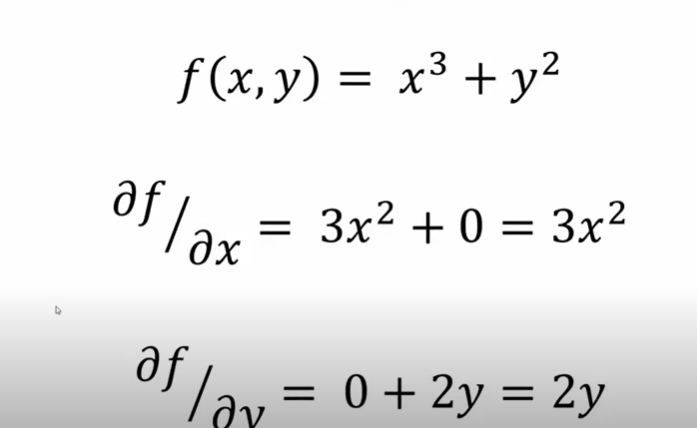 f(x, y) = x³ + y²
∂f/∂x = 3x² + 0 = 3x²
∂f/∂y = 0 + 2y = 2y